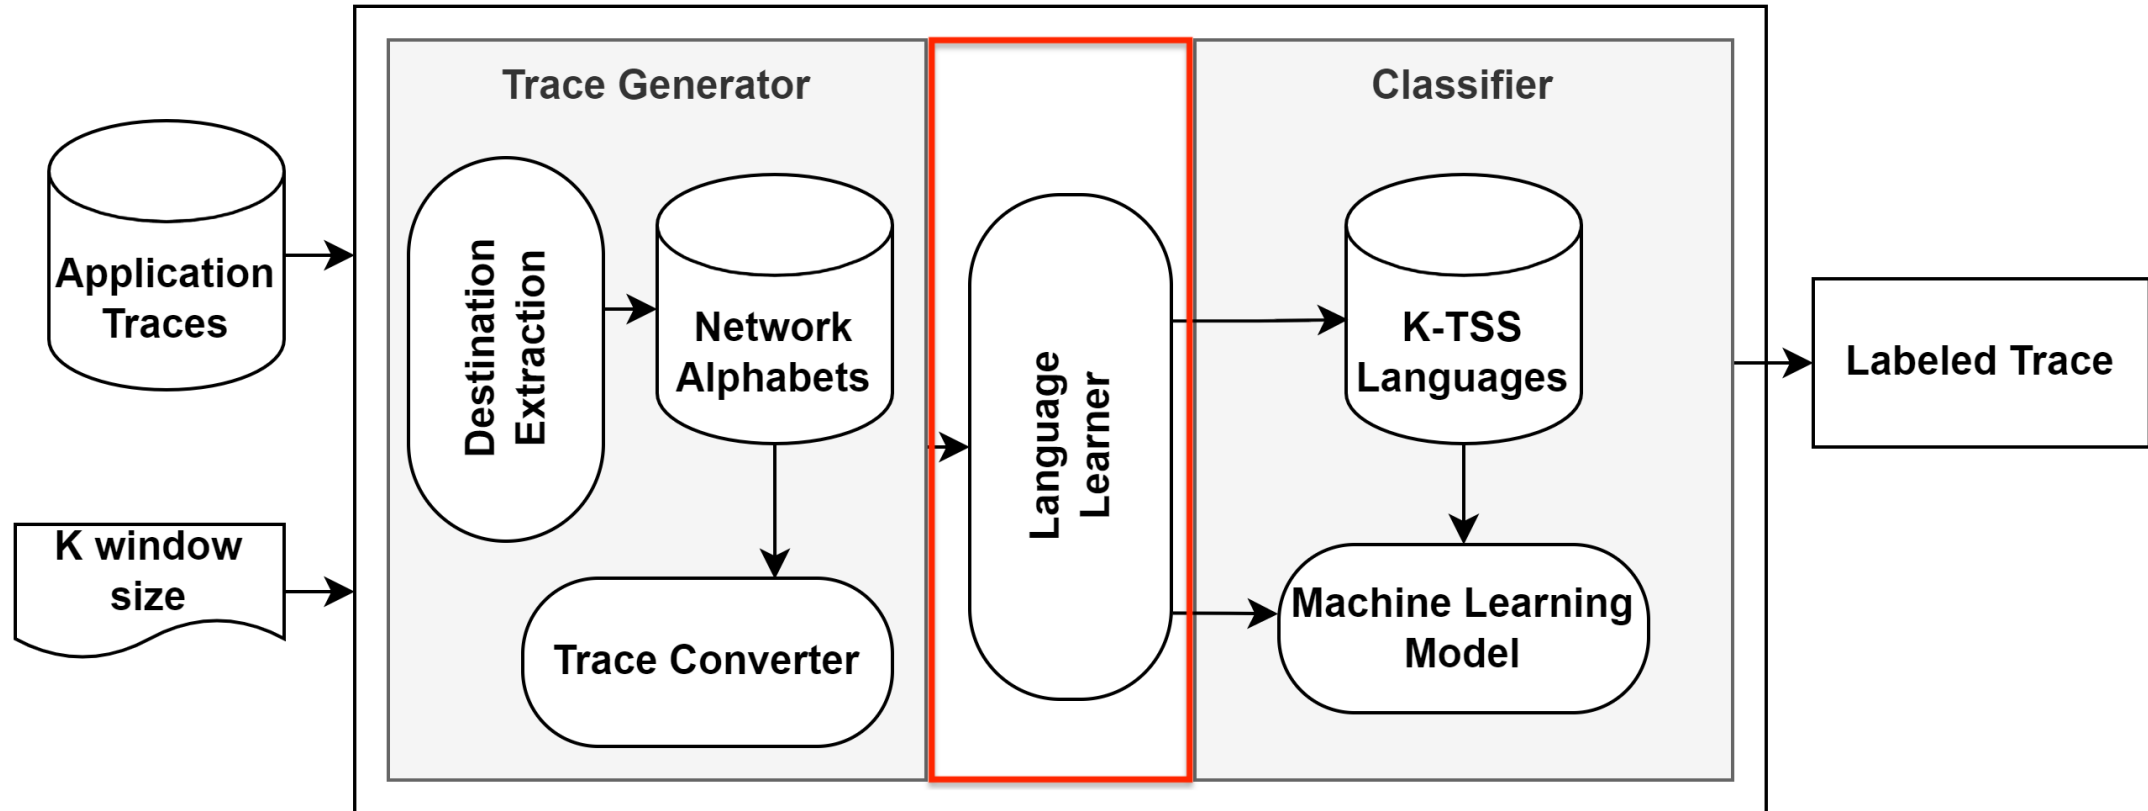 Trace Generator
Classifier
Application
Traces
Destination
Extraction
Network
Alphabets
Language
Learner
K-TSS
Languages
Labeled Trace
K window
size
Trace Converter
Machine Learning
Model